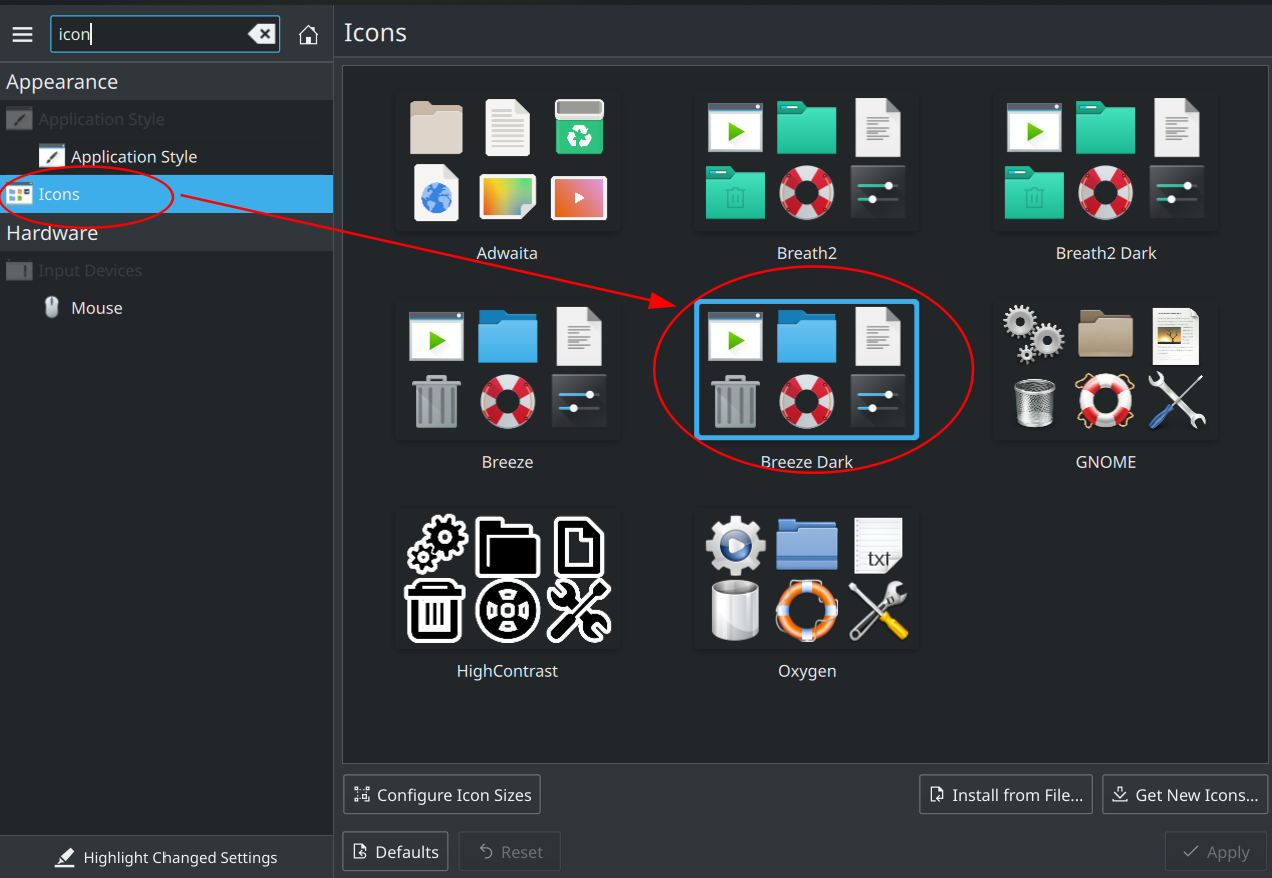 icon
Icons
Appearance
Application Style
Application Style
Icons
Hardware
Input Devices
Mouse
Adwaita
Breath2
Breath2 Dark
Breeze
Breeze Dark
GNOME
HighContrast
txt
Oxygen
Configure Icon Sizes
Install from File...
Get New Icons...
Highlight Changed Settings
Defaults
Reset
Apply